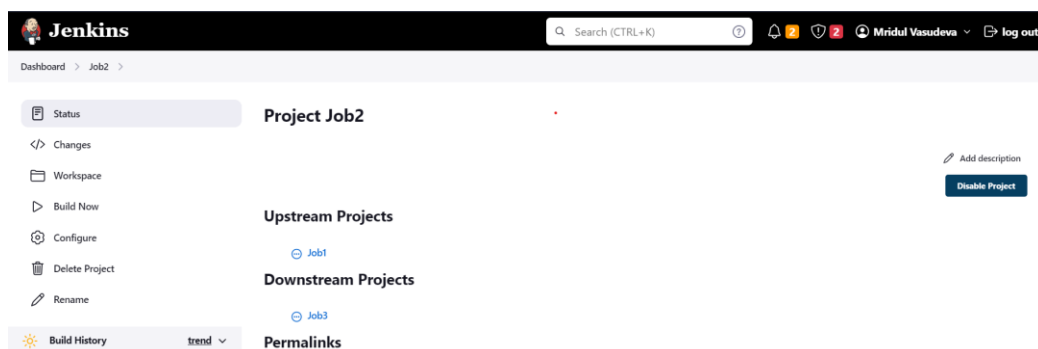 Jenkins
Search (CTRL+K)
2
2
Mridul Vasudeva
log out
Dashboard > Job2 >
Status
Changes
Workspace
Build Now
Configure
Delete Project
Rename
Build History trend
Project Job2
Add description
Disable Project
Upstream Projects
Job1
Downstream Projects
Job3
Permalinks